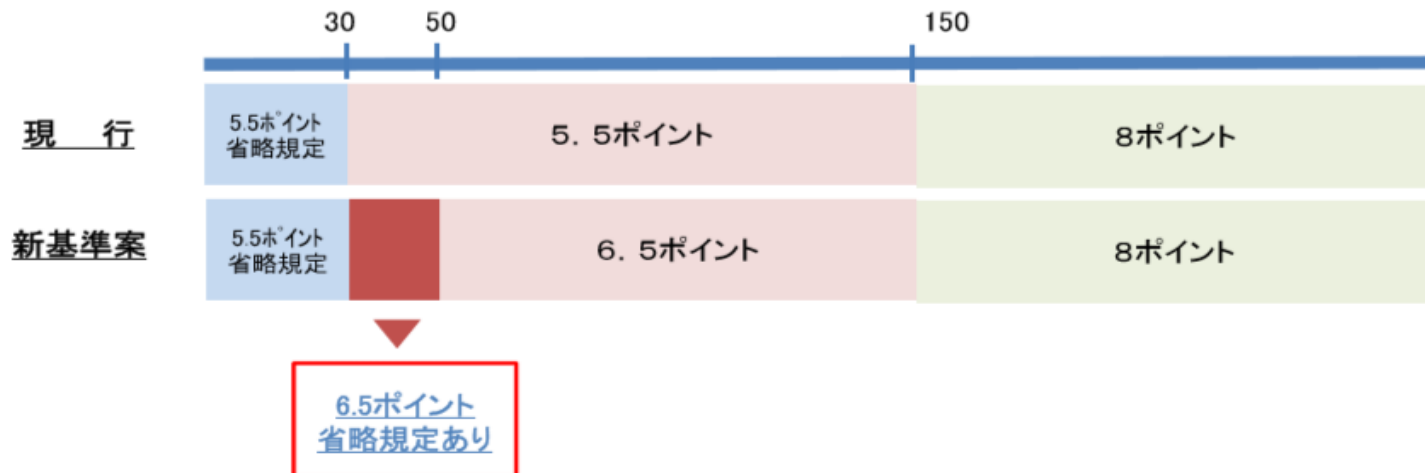 30
50
150
現　行
5.5ﾎﾟｲﾝﾄ
省略規定
５．５ポイント
８ポイント
新基準案
5.5ﾎﾟｲﾝﾄ
省略規定
６．５ポイント
８ポイント
6.5ポイント
省略規定あり